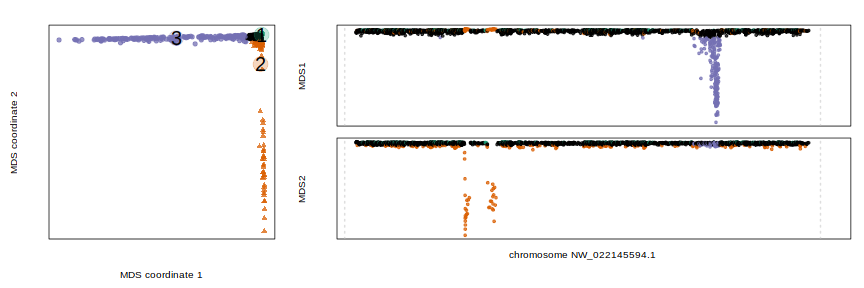 3
1
2
MDS coordinate 2
MDS coordinate 1
MDS1
MDS2
chromosome NW_022145594.1